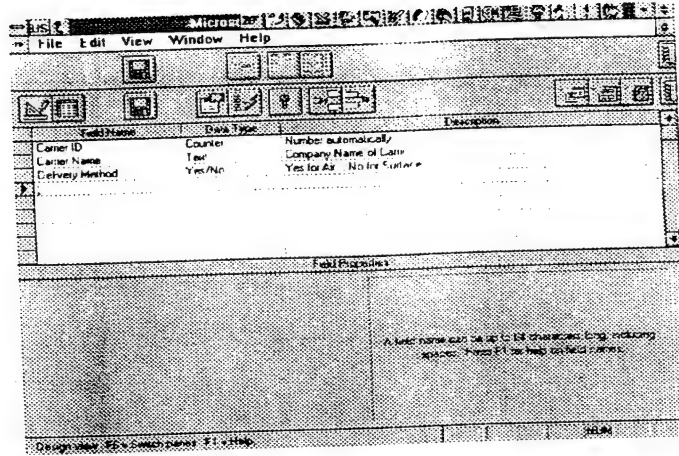 Micros
File Edit View Window Help
Field Name Data Type Description
Carrier ID Counter Number automatically
Carrier Name Text Company Name of Carrier
Delivery Method Yes/No Yes for Air No for Surface
Field Properties
A field name can be up to 64 characters long, including
spaces. Press F1 for help on field names.
Design view. F6 = Switch panes. F1 = Help.
NUM